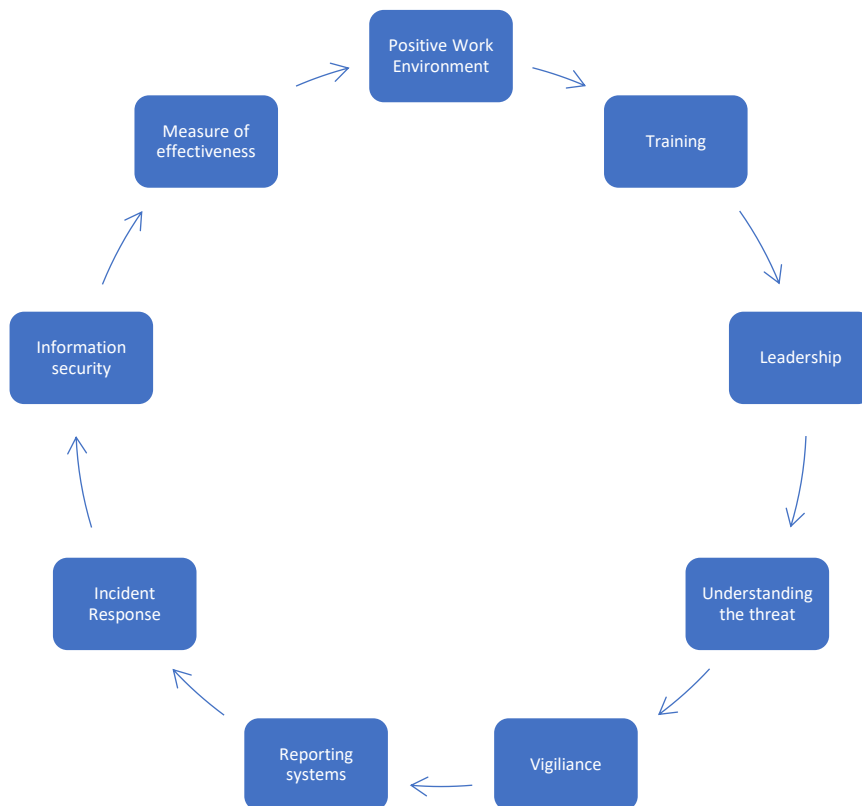 Positive Work
Environment
Training
Leadership
Understanding
the threat
Vigiliance
Reporting
systems
Incident
Response
Information
security
Measure of
effectiveness